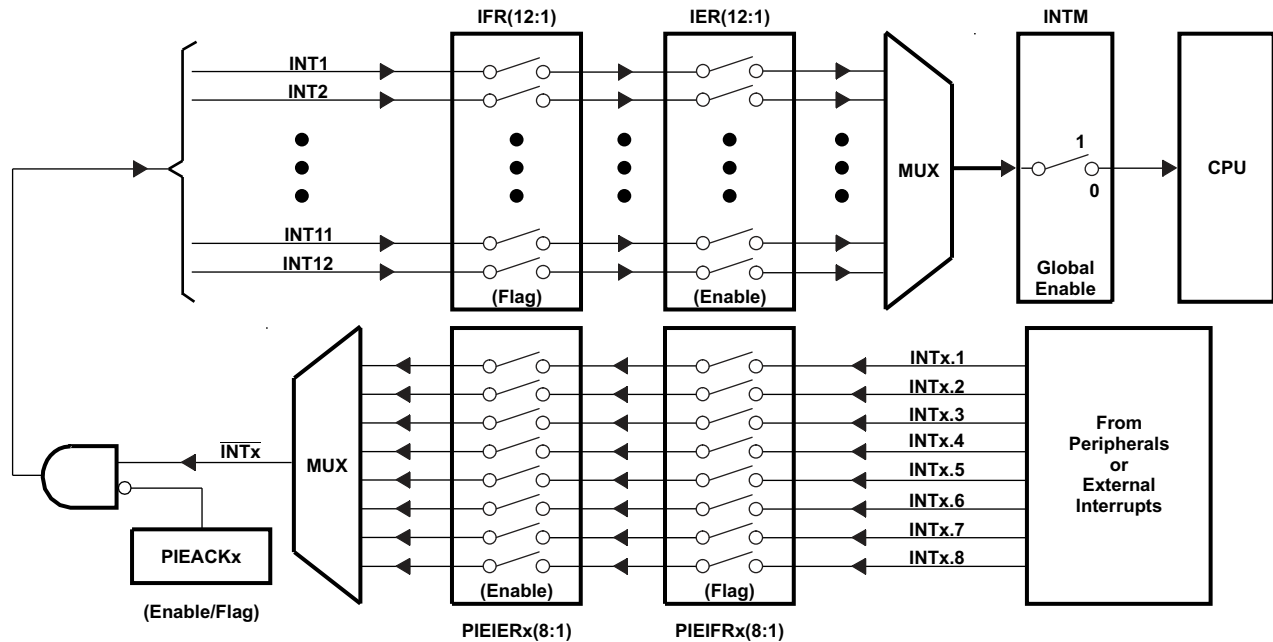 IFR(12:1)
IER(12:1)
INTM
INT1
INT2
INT11
INT12
(Flag)
(Enable)
MUX
1
0
Global
Enable
CPU
INTx
MUX
PIEACKx
(Enable/Flag)
(Enable)
PIEIERx(8:1)
(Flag)
PIEIFRx(8:1)
INTx.1
INTx.2
INTx.3
INTx.4
INTx.5
INTx.6
INTx.7
INTx.8
From
Peripherals
or
External
Interrupts